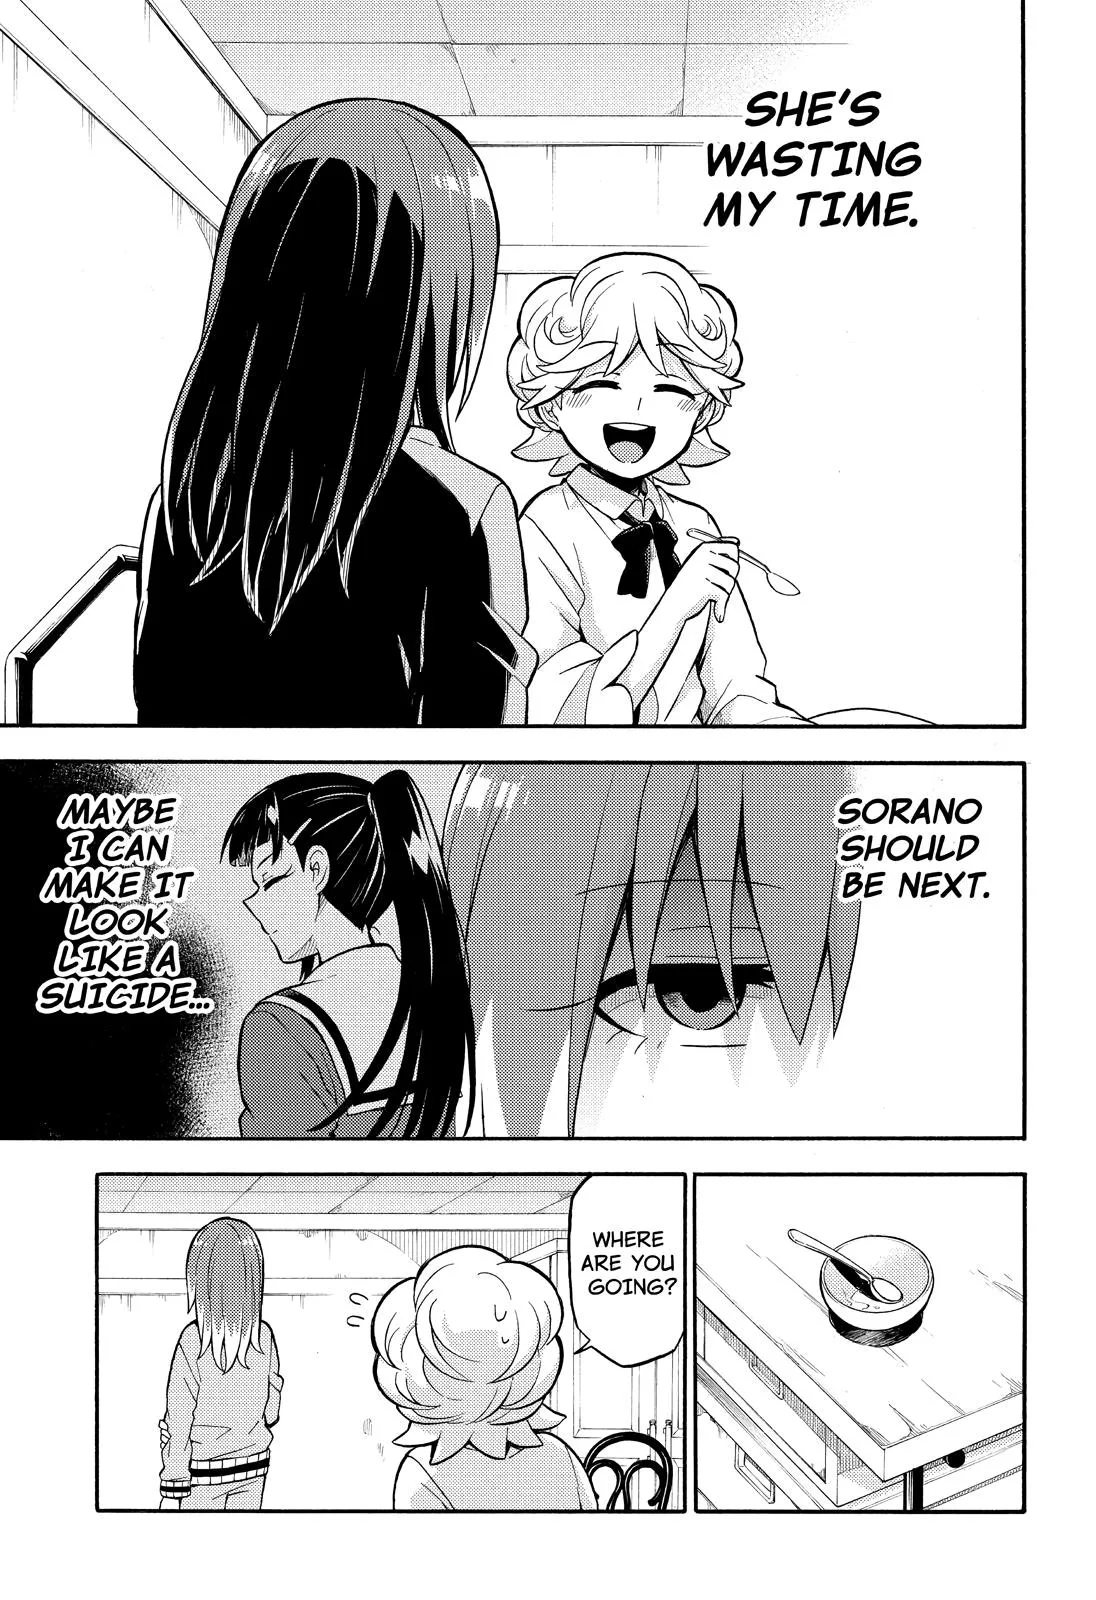 SHE'S
WASTING
MY TIME.
SORANO
SHOULD
BE NEXT.
MAYBE
I CAN
MAKE IT
LOOK
LIKE A
SUICIDE...
WHERE
ARE YOU
GOING?